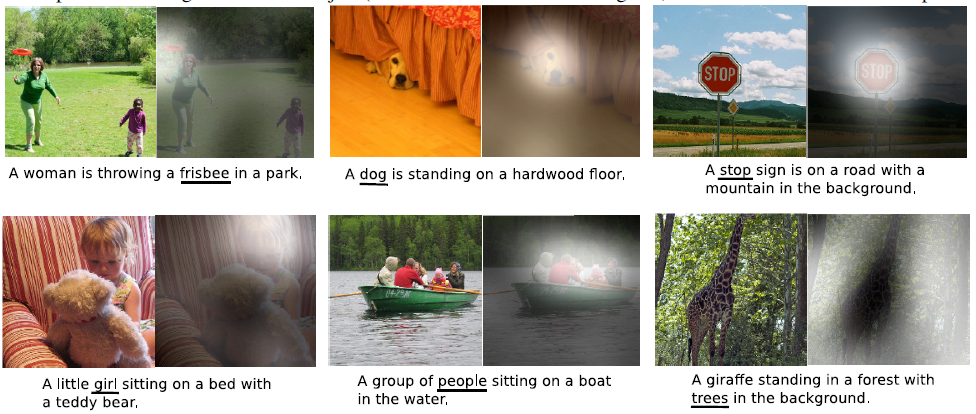 A woman is throwing a frisbee in a park.
A dog is standing on a hardwood floor.
STOP
STOP
A stop sign is on a road with a
mountain in the background.
A little girl sitting on a bed with
a teddy bear.
A group of people sitting on a boat
in the water.
A giraffe standing in a forest with
trees in the background.